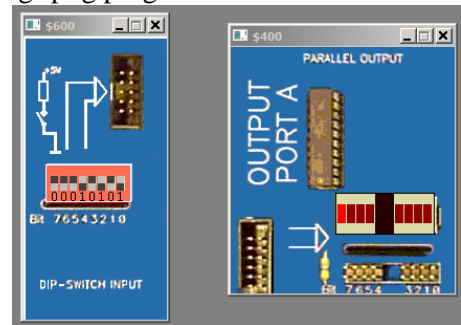 $600
+5V
00010101
Bit 76543210
DIP-SWITCH INPUT
$400
PARALLEL OUTPUT
OUTPUT
PORT A
Bit 7654 3210